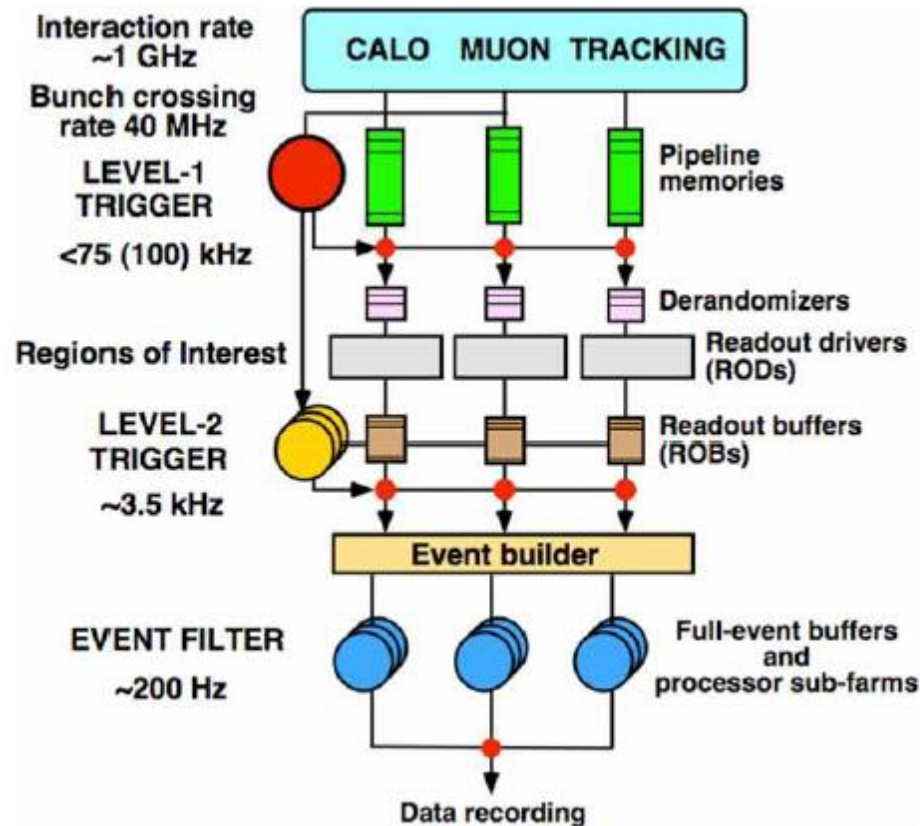 Interaction rate
~1 GHz
CALO MUON TRACKING
Bunch crossing
rate 40 MHz
LEVEL-1
TRIGGER
<75 (100) kHz
Pipeline
memories
Derandomizers
Regions of Interest
Readout drivers
(RODs)
LEVEL-2
TRIGGER
~3.5 kHz
Readout buffers
(ROBs)
Event builder
EVENT FILTER
~200 Hz
Full-event buffers
and
processor sub-farms
Data recording